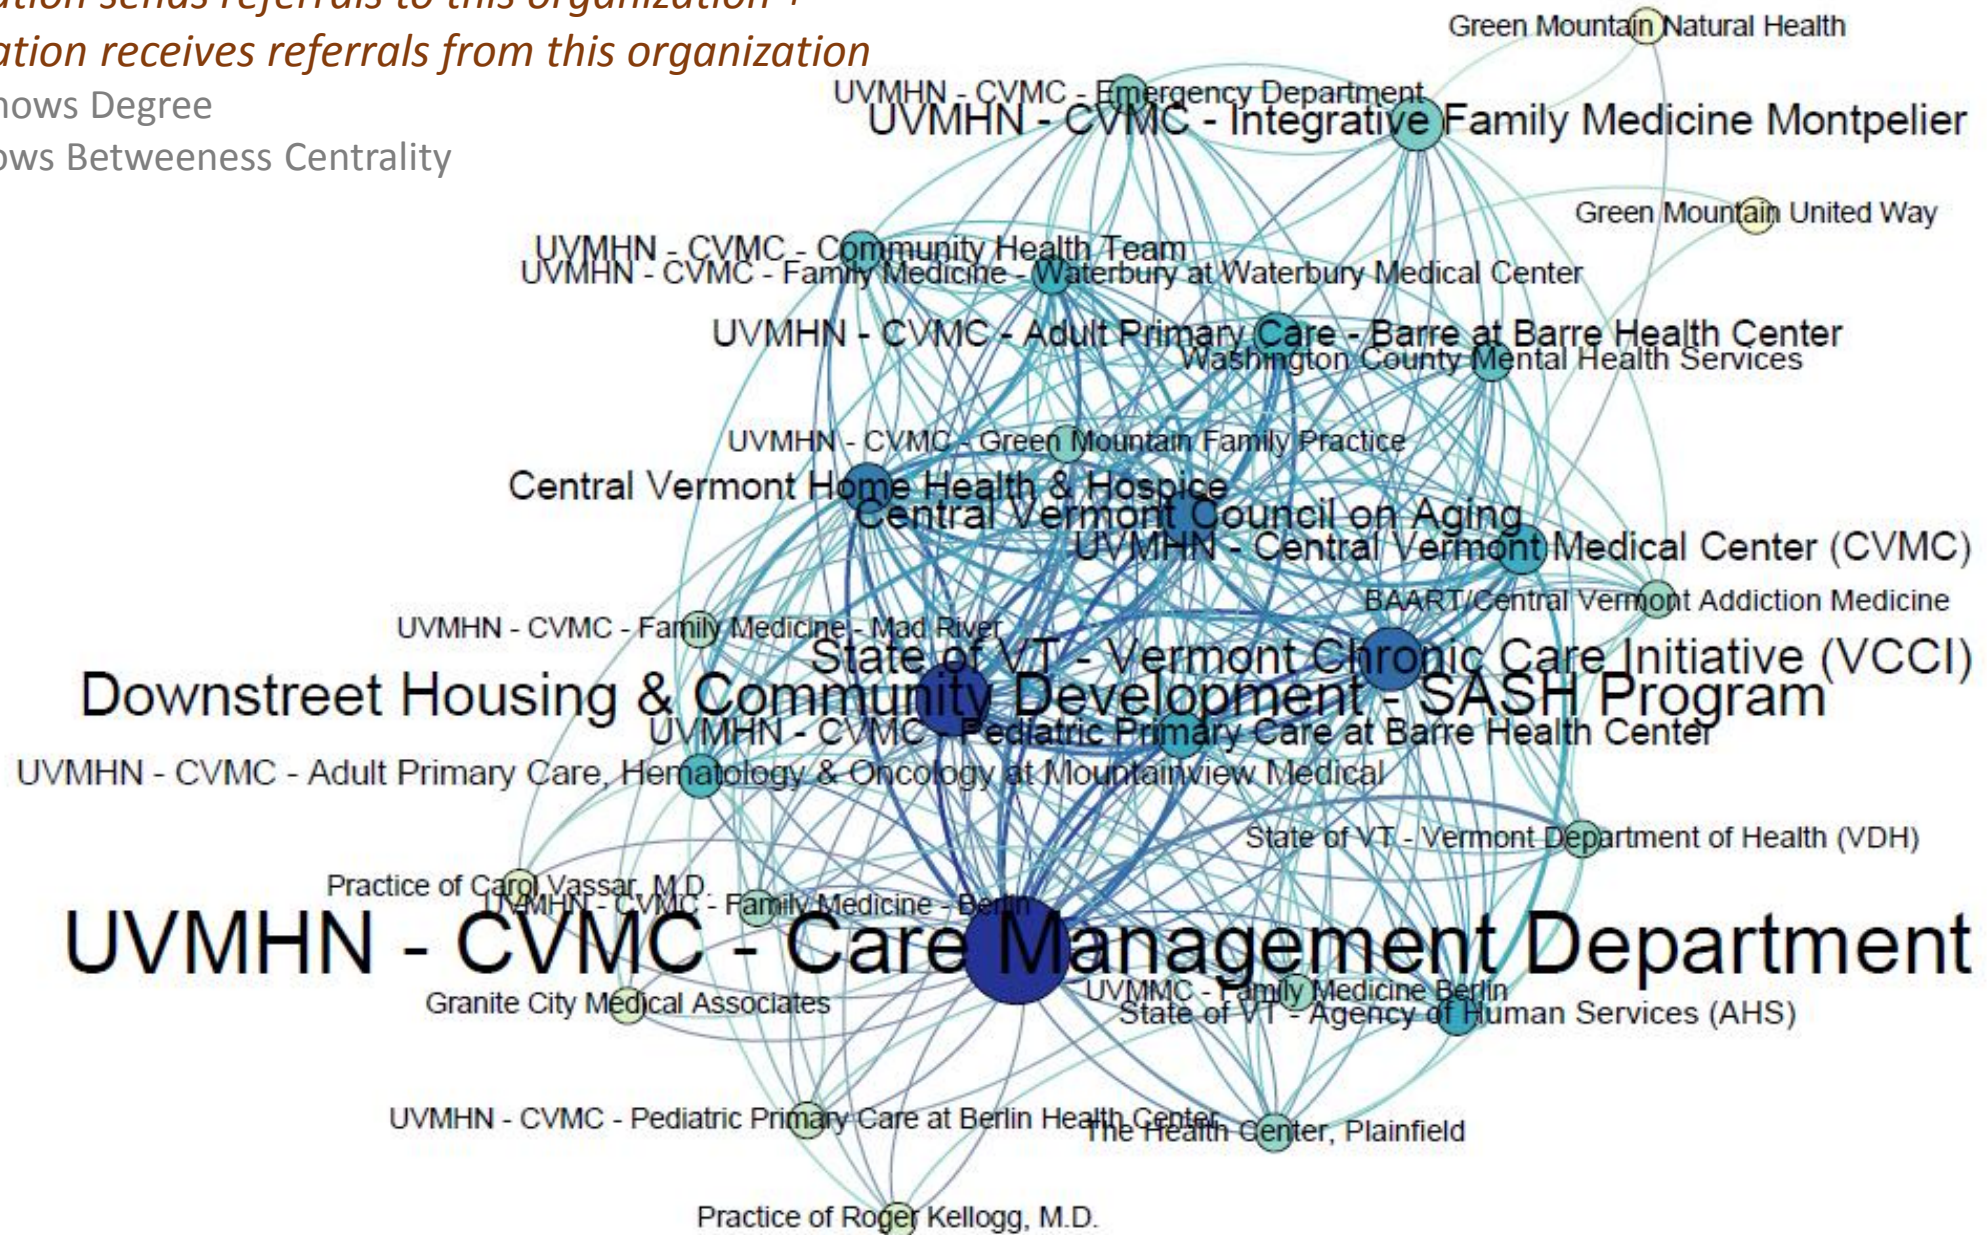 ation sends referrals to this organization +
ation receives referrals from this organization
hows Degree
ows Betweeness Centrality
Green Mountain Natural Health
UVMHN - CVMC - Emergency Department
UVMHN - CVMC - Integrative Family Medicine Montpelier
Green Mountain United Way
UVMHN - CVMC - Community Health Team
UVMHN - CVMC - Family Medicine - Waterbury at Waterbury Medical Center
UVMHN - CVMC - Adult Primary Care - Barre at Barre Health Center
Washington County Mental Health Services
UVMHN - CVMC - Green Mountain Family Practice
Central Vermont Home Health & Hospice
Central Vermont Council on Aging
UVMHN - Central Vermont Medical Center (CVMC)
BAART/Central Vermont Addiction Medicine
UVMHN - CVMC - Family Medicine - Mad River
State of VT - Vermont Chronic Care Initiative (VCCI)
Downstreet Housing & Community Development - SASH Program
UVMHN - CVMC - Pediatric Primary Care at Barre Health Center
UVMHN - CVMC - Adult Primary Care, Hematology & Oncology at Mountainview Medical
State of VT - Vermont Department of Health (VDH)
Practice of Carol Vassar, M.D.
UVMHN - CVMC - Family Medicine - Berlin
UVMHN - CVMC - Care Management Department
UVMMC - Family Medicine Berlin
Granite City Medical Associates
State of VT - Agency of Human Services (AHS)
UVMHN - CVMC - Pediatric Primary Care at Berlin Health Center
The Health Center, Plainfield
Practice of Roger Kellogg, M.D.